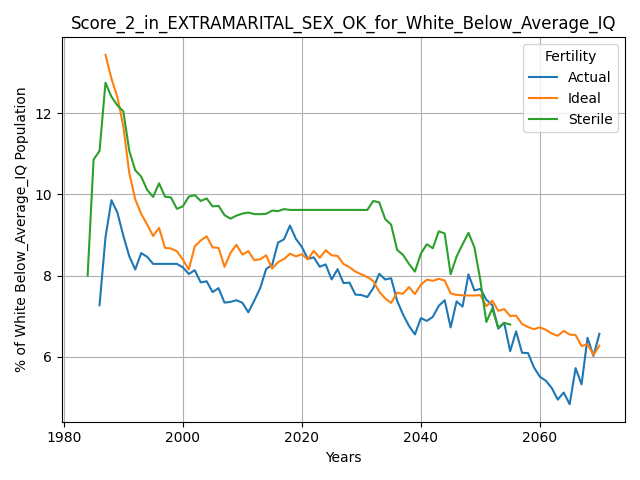 Score_2_in_EXTRAMARITAL_SEX_OK_for_White_Below_Average_IQ
% of White Below_Average_IQ Population
12
10
8
6
Fertility
Actual
Ideal
Sterile
1980
2000
2020
2040
2060
Years